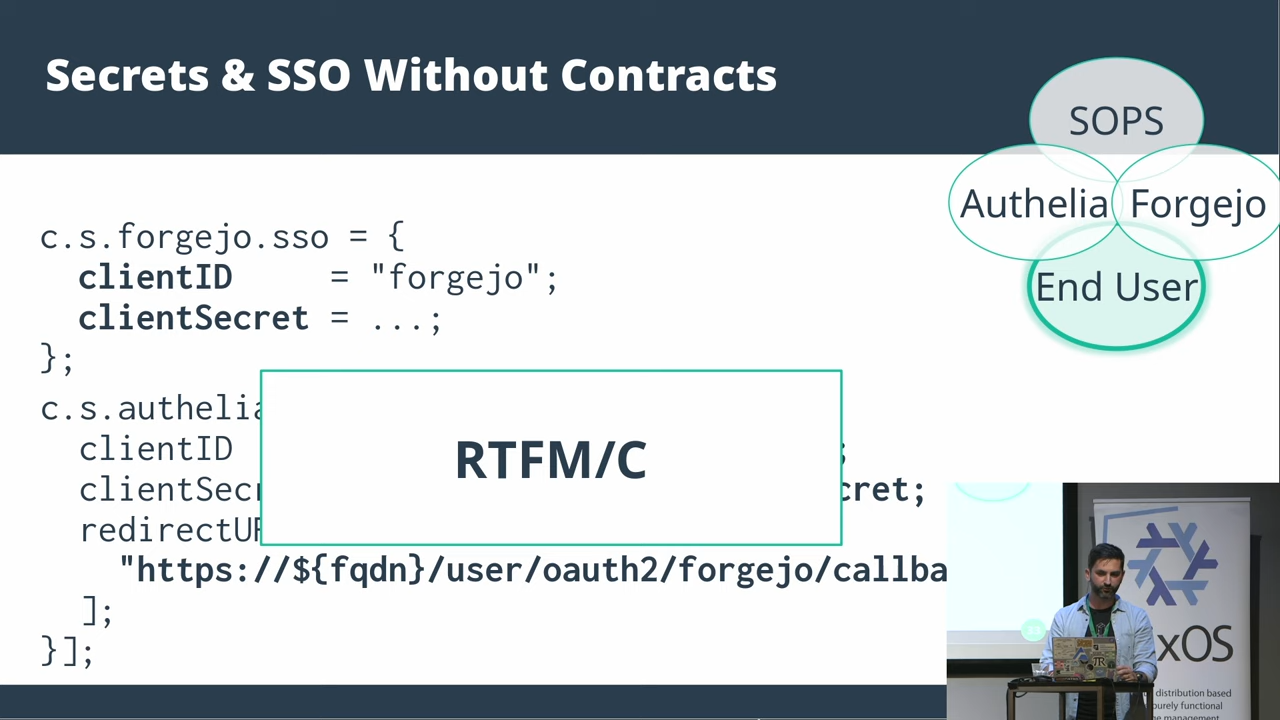 Secrets & SSO Without Contracts
SOPS
Authelia
Forgejo
End User
c.s.forgejo.sso = {
clientID = "forgejo";
clientSecret = ...;
};
c.s.authelia
clientID ;
clientSecr cret;
redirectU
"https://${fqdn}/user/oauth2/forgejo/callba
];
}];
RTFM/C
xOS
distribution based
purely functional